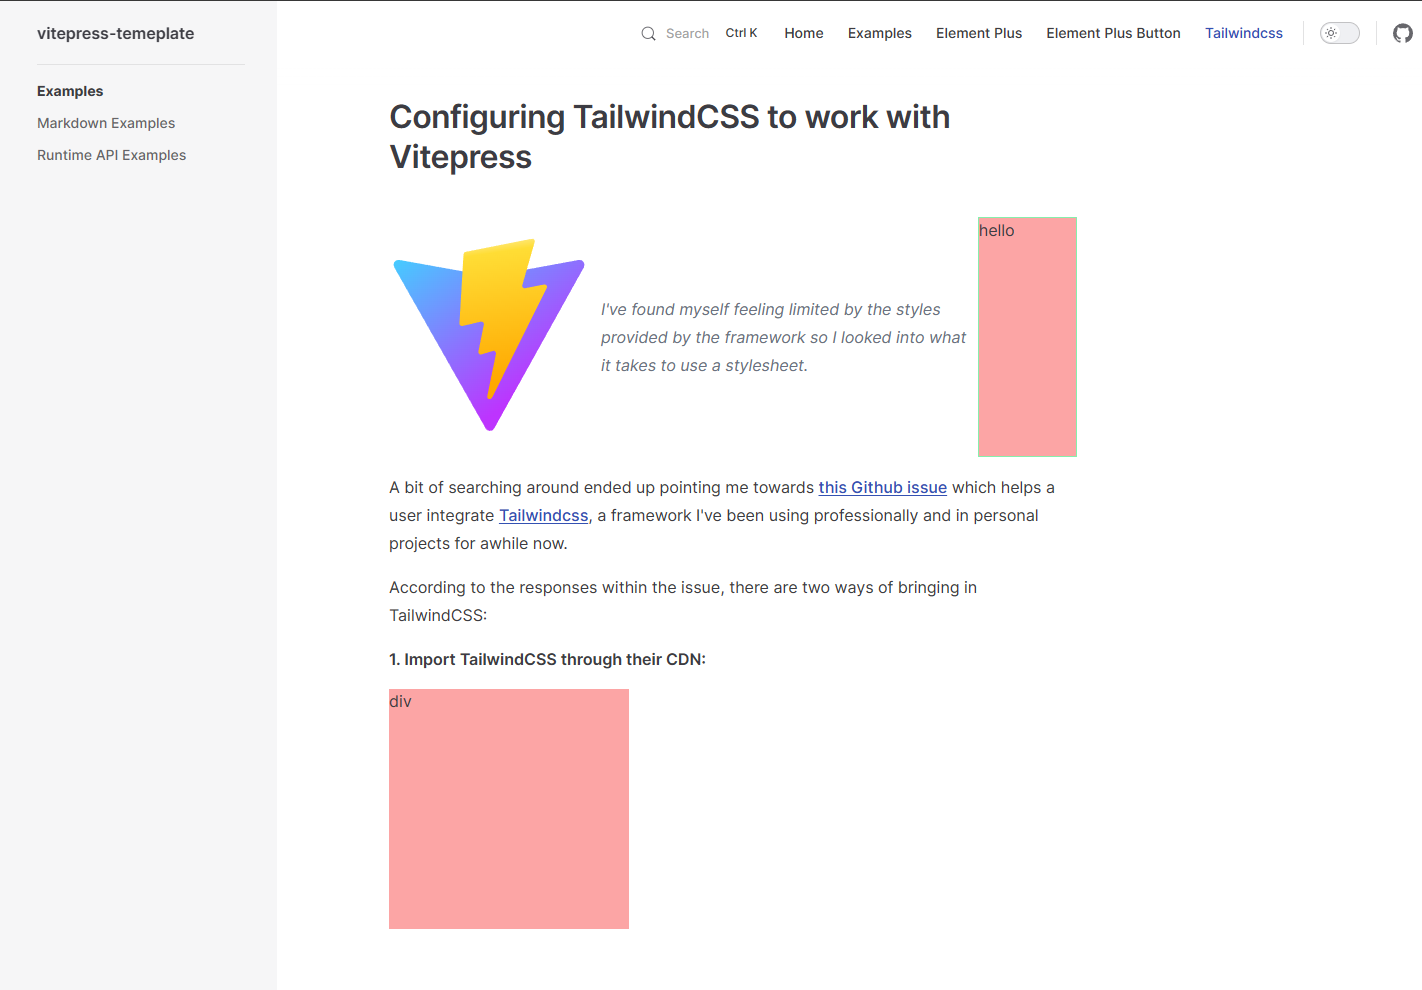 vitepress-temeplate
Search Ctrl K Home Examples Element Plus Element Plus Button Tailwindcss
Examples
Markdown Examples
Runtime API Examples
Configuring TailwindCSS to work with
Vitepress
I've found myself feeling limited by the styles
provided by the framework so I looked into what
it takes to use a stylesheet.
hello
A bit of searching around ended up pointing me towards this Github issue which helps a
user integrate Tailwindcss, a framework I've been using professionally and in personal
projects for awhile now.
According to the responses within the issue, there are two ways of bringing in
TailwindCSS:
1. Import TailwindCSS through their CDN:
div